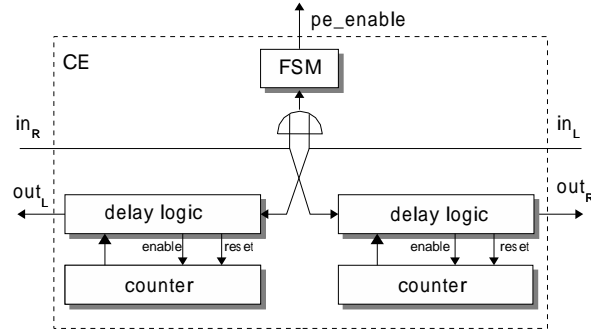 pe_enable
CE
FSM
in_R
in_L
out_L
out_R
delay logic
delay logic
enable
reset
enable
reset
counter
counter